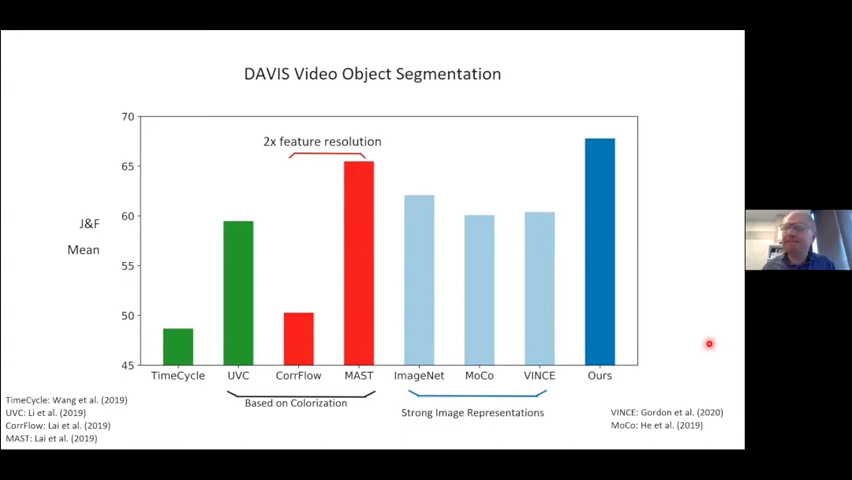 DAVIS Video Object Segmentation
70
2x feature resolution
65
J&F
60
Mean
55
50
45
TimeCycle UVC CorrFlow MAST ImageNet MoCo VINCE Ours
Based on Colorization
Strong Image Representations
TimeCycle: Wang et al. (2019)
UVC: Li et al. (2019)
CorrFlow: Lai et al. (2019)
MAST: Lai et al. (2019)
VINCE: Gordon et al. (2020)
MoCo: He et al. (2019)